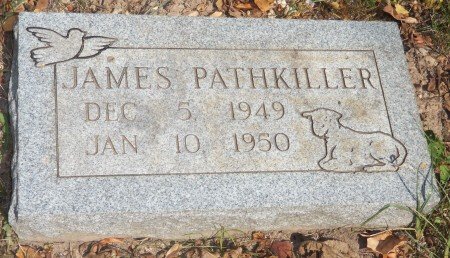 JAMES PATHKILLER
DEC 5, 1949
JAN 10, 1950